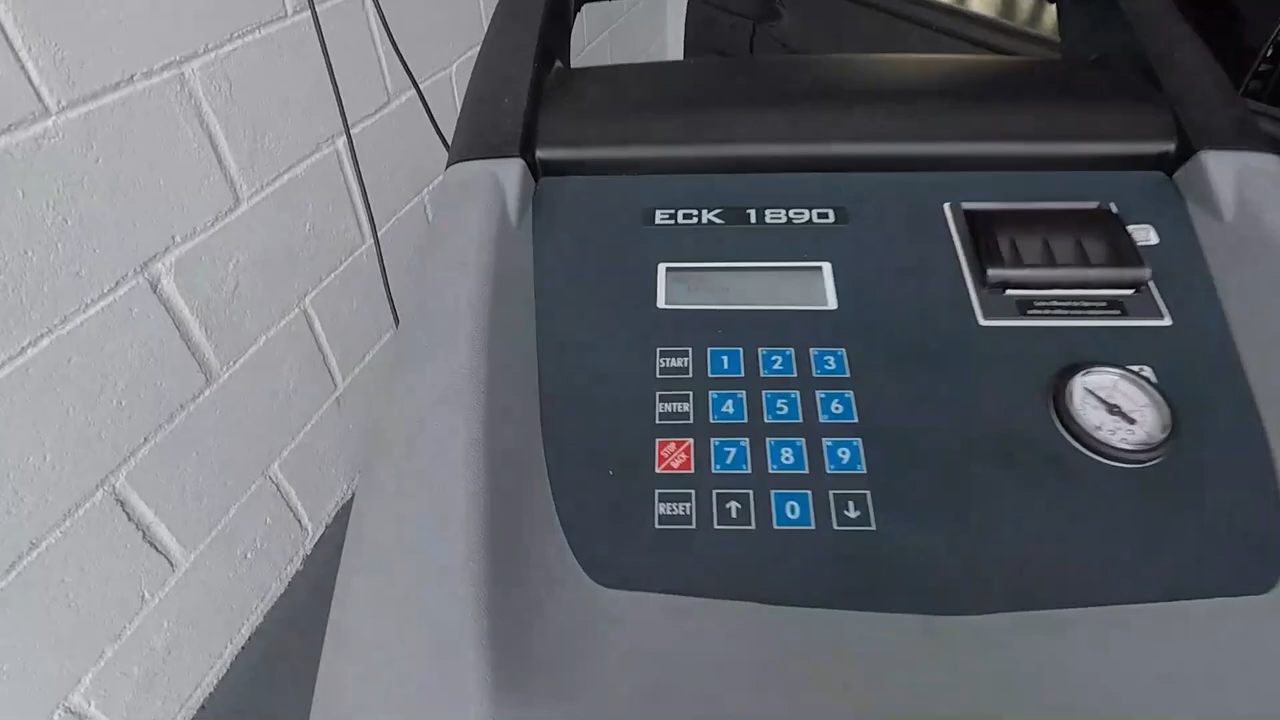 ECK 1890
START 1 2 3
ENTER 4 5 6
STOP BACK 7 8 9
RESET ↑ 0 ↓